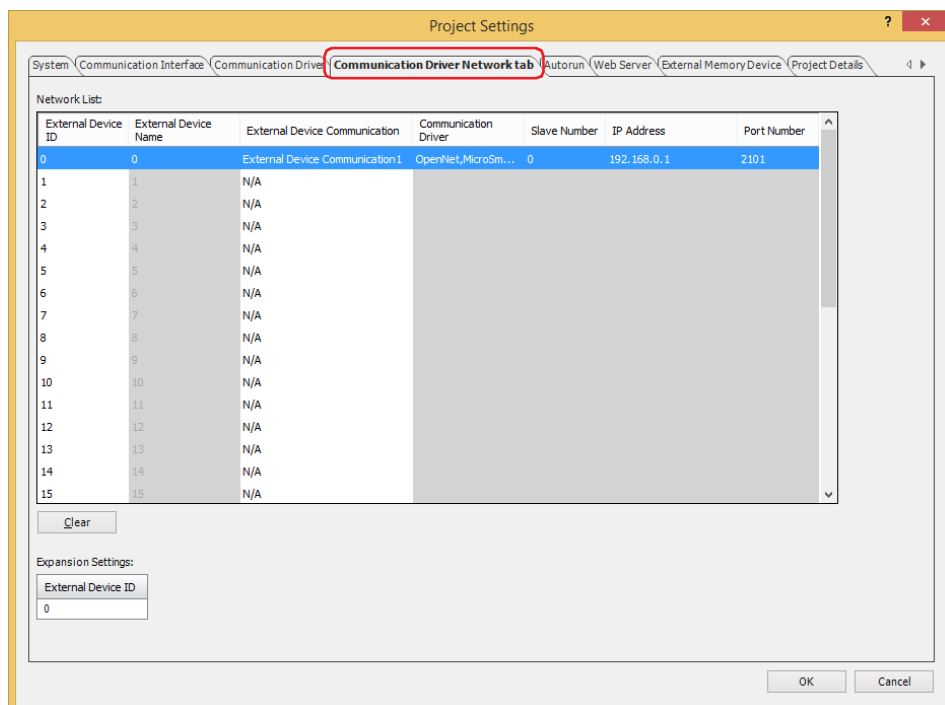 Project Settings
?
×
System Communication Interface Communication Driver Communication Driver Network tab Autorun Web Server External Memory Device Project Details
Network List:
External Device ID External Device Name External Device Communication Communication Driver Slave Number IP Address Port Number
0 0 External Device Communication1 OpenNet,MicroSm... 0 192.168.0.1 2101
1 1 N/A
2 2 N/A
3 3 N/A
4 4 N/A
5 5 N/A
6 6 N/A
7 7 N/A
8 8 N/A
9 9 N/A
10 10 N/A
11 11 N/A
12 12 N/A
13 13 N/A
14 14 N/A
15 15 N/A
Clear
Expansion Settings:
External Device ID
0
OK Cancel